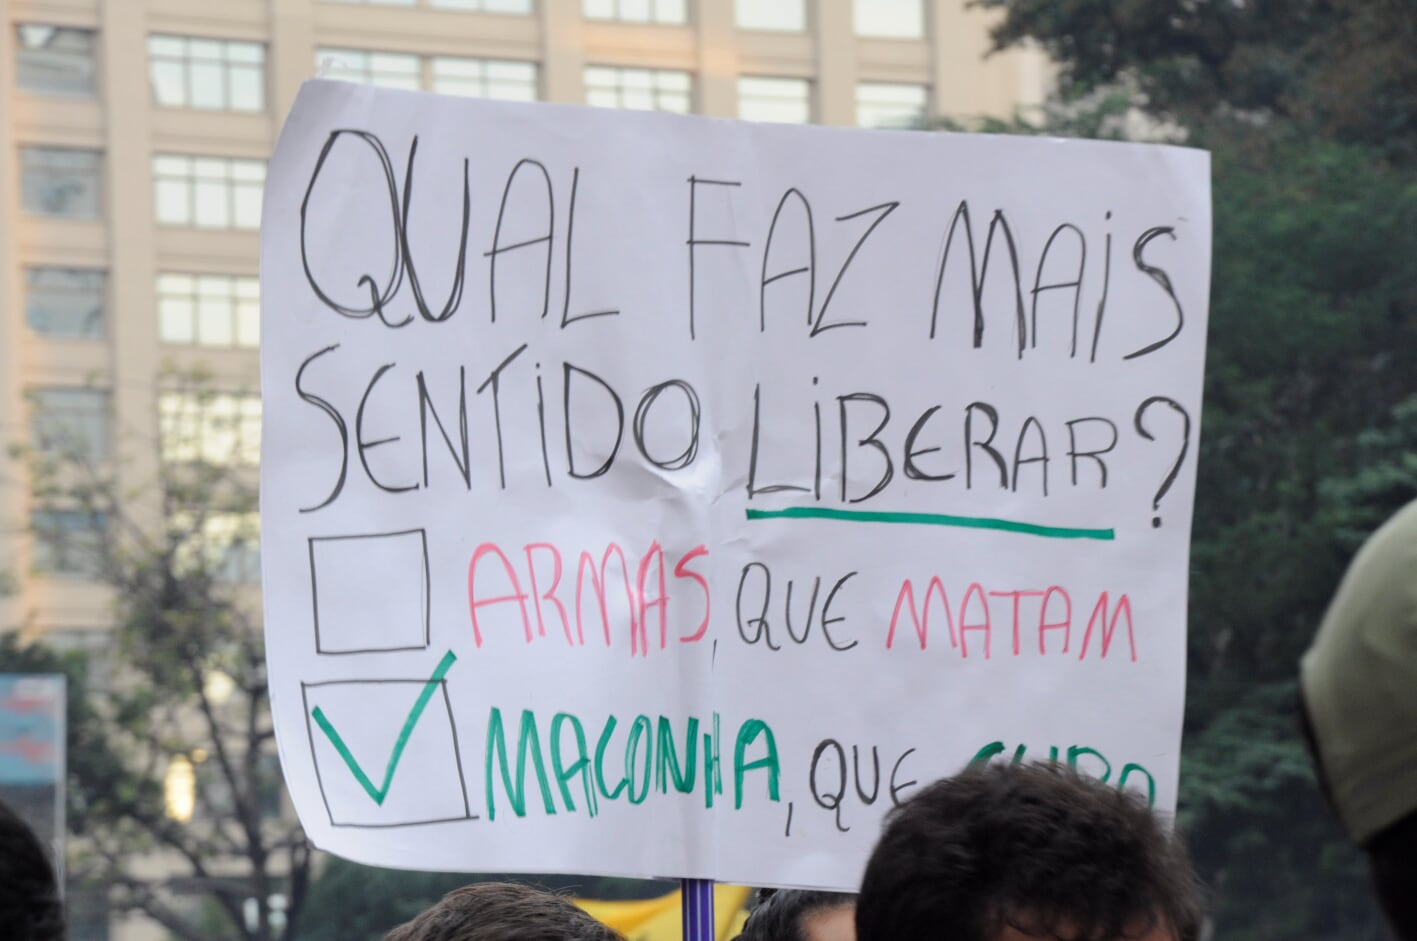 QUAL FAZ MAIS
SENTIDO LIBERAR?
ARMAS, QUE MATAM
MACONHA, QUE